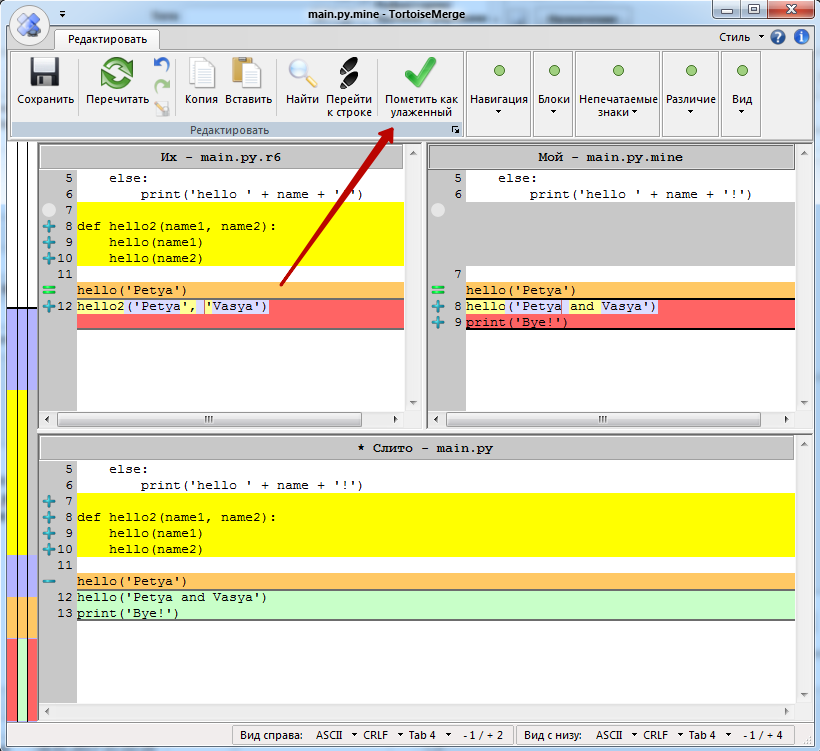 main.py.mine - TortoiseMerge
Редактировать
Стиль
Сохранить
Перечитать
Копия
Вставить
Найти
Перейти к строке
Пометить как улаженный
Навигация
Блоки
Непечатаемые знаки
Различие
Вид
Редактировать
Их - main.py.r6
5 else:
6 print('hello ' + name + '!')
7
8 def hello2(name1, name2):
9 hello(name1)
10 hello(name2)
11
hello('Petya')
12 hello2('Petya', 'Vasya')
Мой - main.py.mine
5 else:
6 print('hello ' + name + '!')
7
hello('Petya')
8 hello('Petya and Vasya')
9 print('Bye!')
* Слито - main.py
5 else:
6 print('hello ' + name + '!')
7
8 def hello2(name1, name2):
9 hello(name1)
10 hello(name2)
11
hello('Petya')
12 hello('Petya and Vasya')
13 print('Bye!')
Вид справа: ASCII CRLF Tab 4 -1 / + 2
Вид с низу: ASCII CRLF Tab 4 -1 / + 4